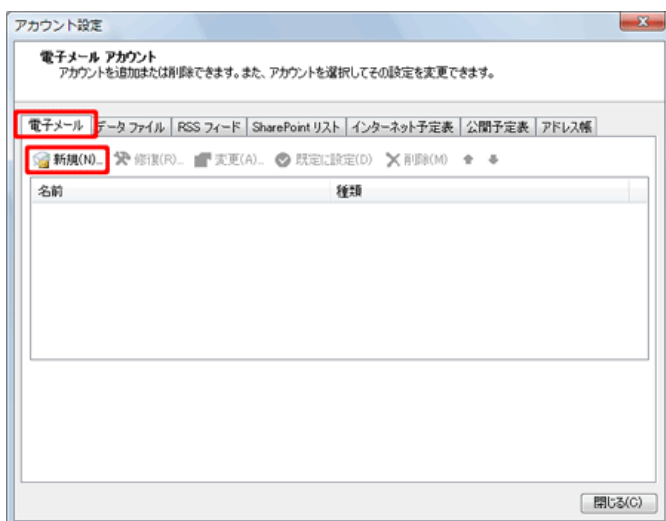 アカウント設定
電子メール アカウント
アカウントを追加または削除できます。また、アカウントを選択してその設定を変更できます。
電子メール データ ファイル RSS フィード SharePoint リスト インターネット予定表 公開予定表 アドレス帳
新規(N)... 修復(R)... 変更(A)... 既定に設定(D) 削除(M)
名前 種類
閉じる(C)